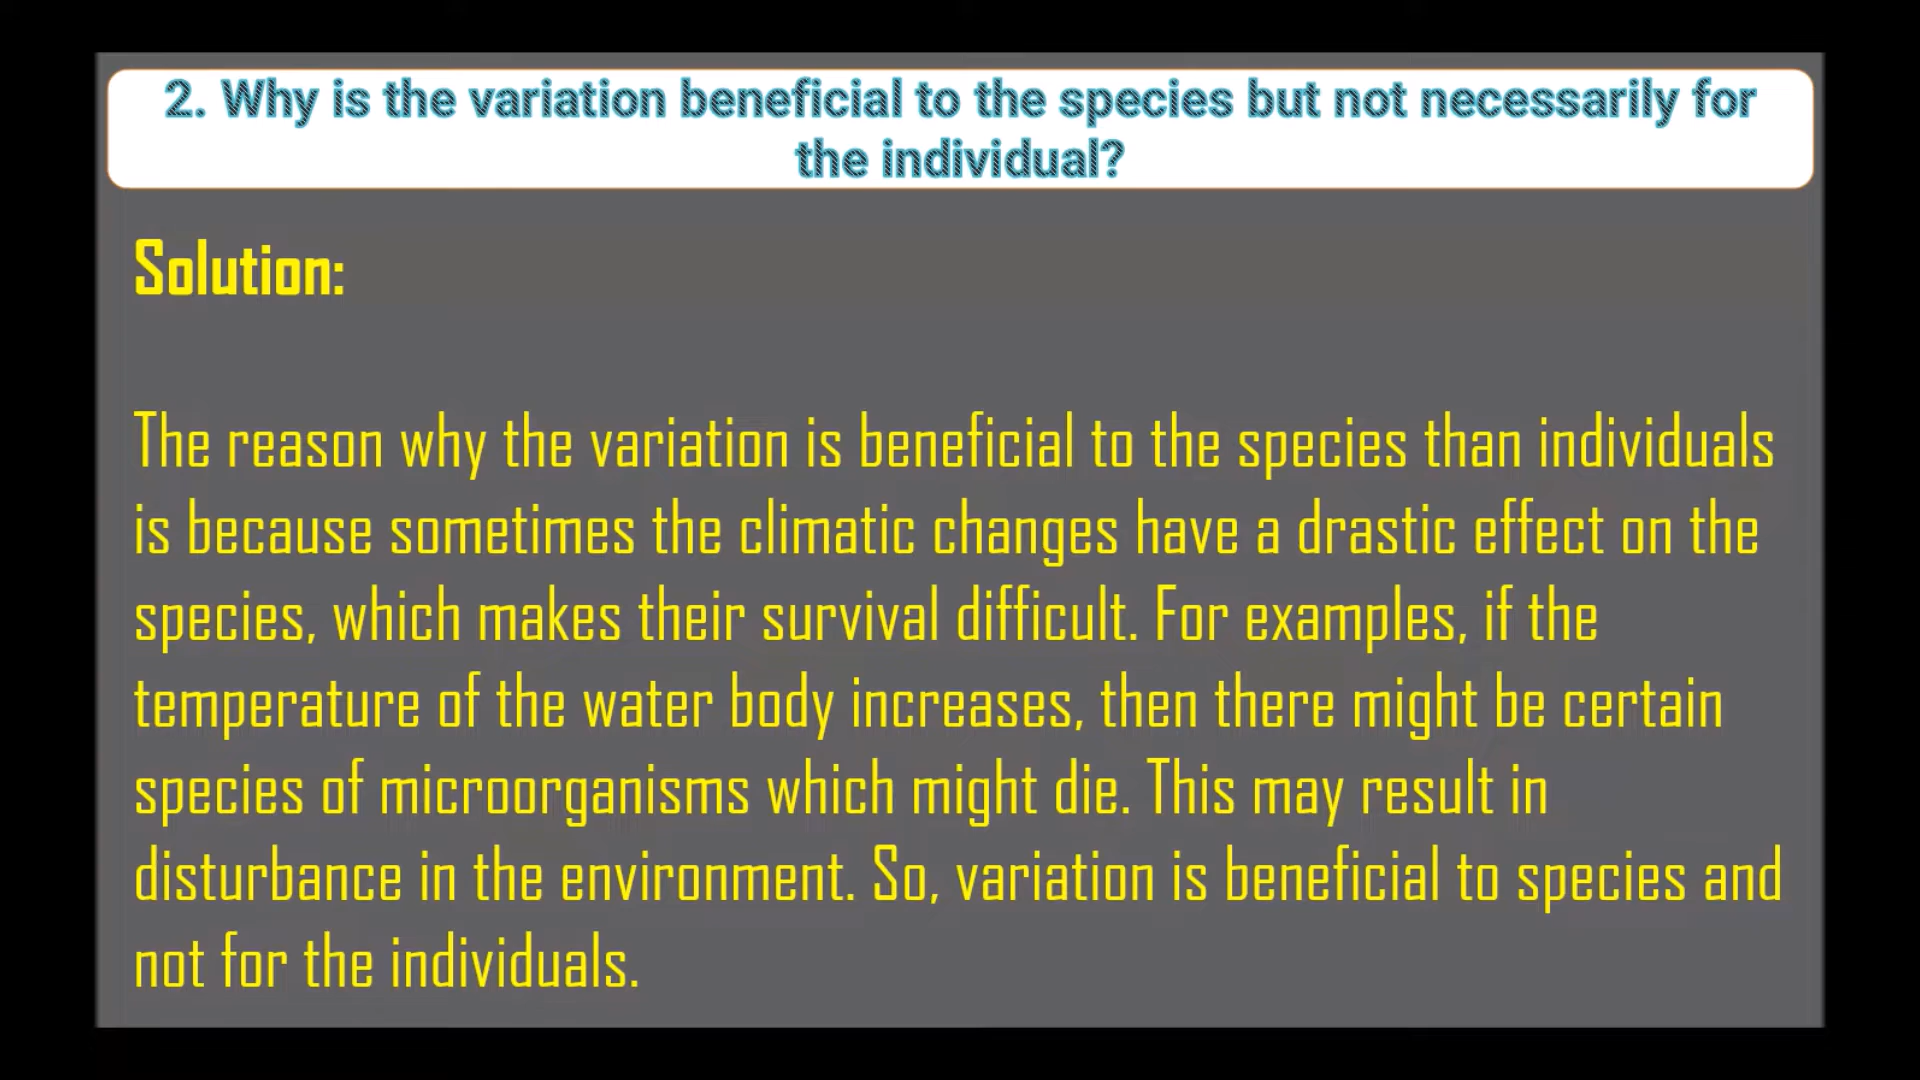 2. Why is the variation beneficial to the species but not necessarily for
the individual?
Solution:
The reason why the variation is beneficial to the species than individuals
is because sometimes the climatic changes have a drastic effect on the
species, which makes their survival difficult. For examples, if the
temperature of the water body increases, then there might be certain
species of microorganisms which might die. This may result in
disturbance in the environment. So, variation is beneficial to species and
not for the individuals.